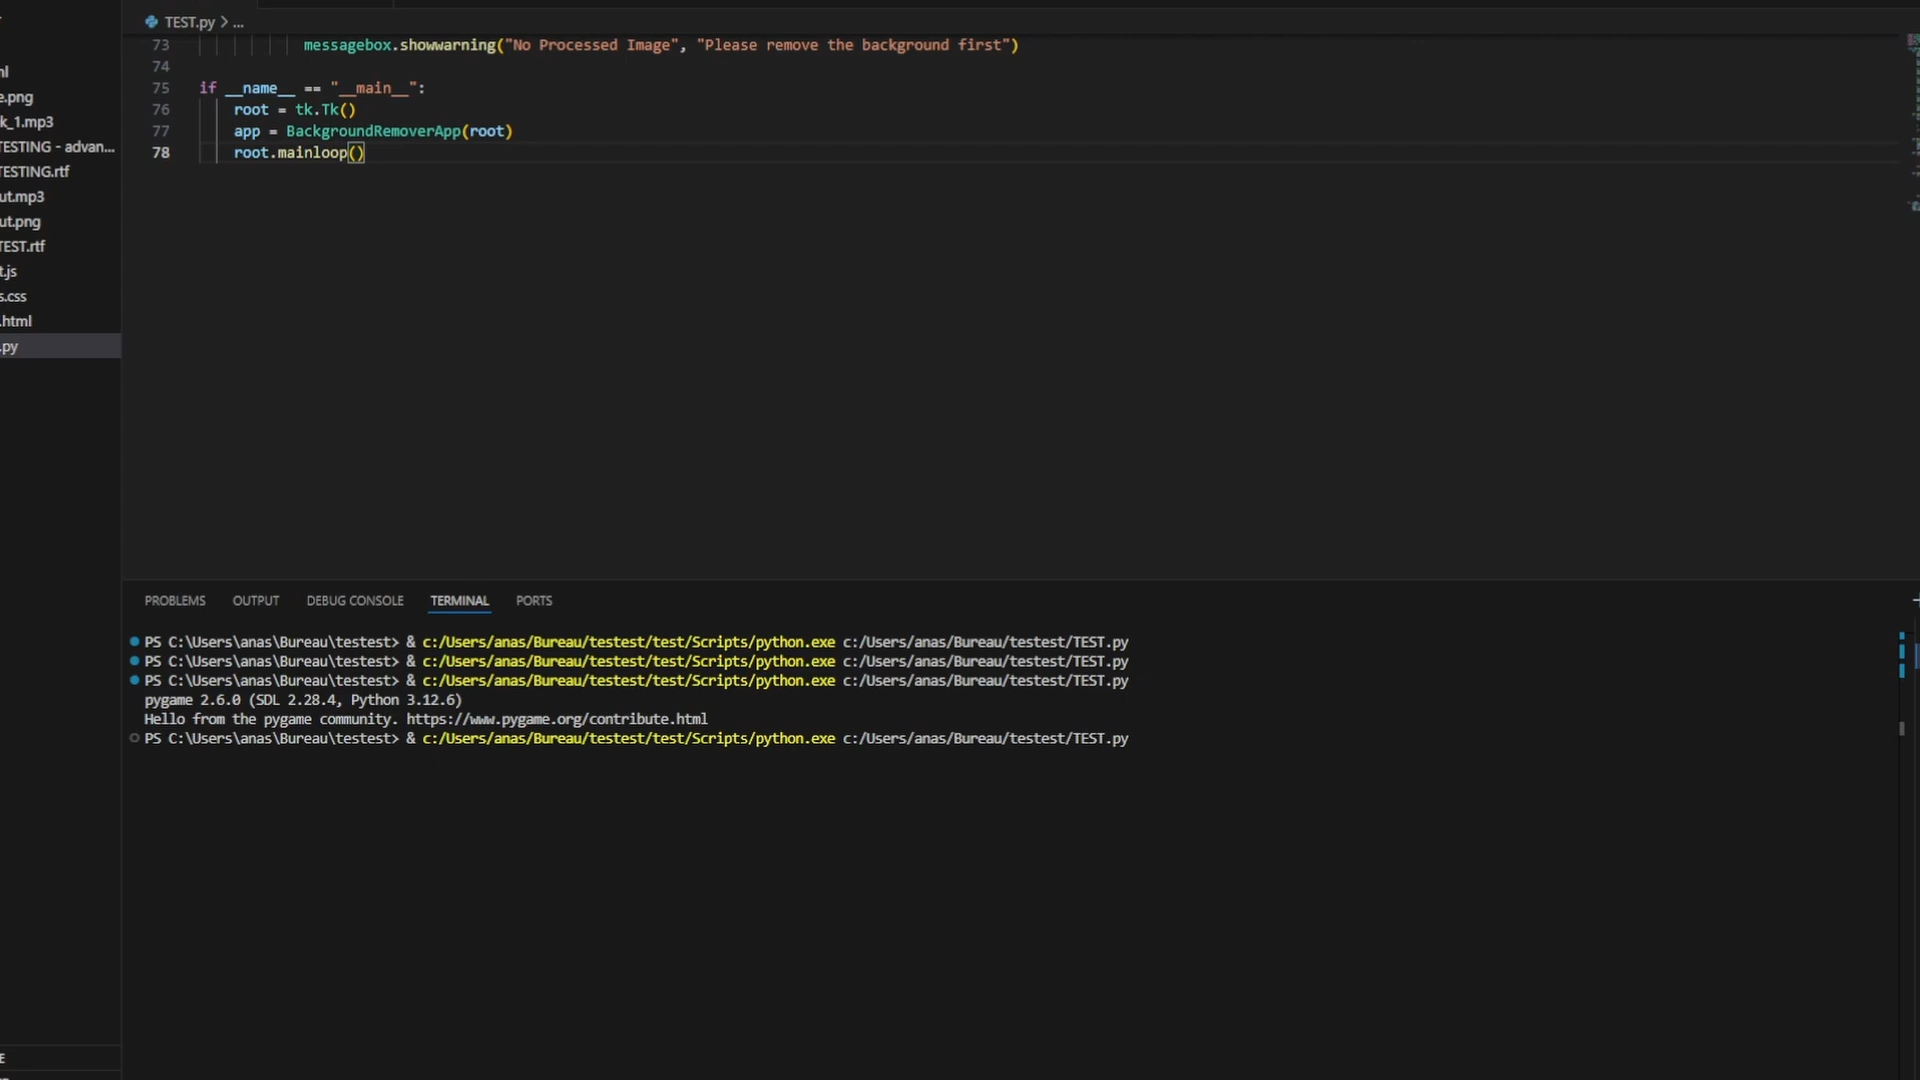 TEST.py > ...
73 messagebox.showwarning("No Processed Image", "Please remove the background first")
74
75 if __name__ == "__main__":
76 root = tk.Tk()
77 app = BackgroundRemoverApp(root)
78 root.mainloop()
e.png
k_1.mp3
TESTING - advan...
TESTING.rtf
ut.mp3
ut.png
TEST.rtf
t.js
s.css
.html
.py
PROBLEMS OUTPUT DEBUG CONSOLE TERMINAL PORTS
PS C:\Users\anas\Bureau\testest> & c:/Users/anas/Bureau/testest/test/Scripts/python.exe c:/Users/anas/Bureau/testest/TEST.py
PS C:\Users\anas\Bureau\testest> & c:/Users/anas/Bureau/testest/test/Scripts/python.exe c:/Users/anas/Bureau/testest/TEST.py
PS C:\Users\anas\Bureau\testest> & c:/Users/anas/Bureau/testest/test/Scripts/python.exe c:/Users/anas/Bureau/testest/TEST.py
pygame 2.6.0 (SDL 2.28.4, Python 3.12.6)
Hello from the pygame community. https://www.pygame.org/contribute.html
PS C:\Users\anas\Bureau\testest> & c:/Users/anas/Bureau/testest/test/Scripts/python.exe c:/Users/anas/Bureau/testest/TEST.py